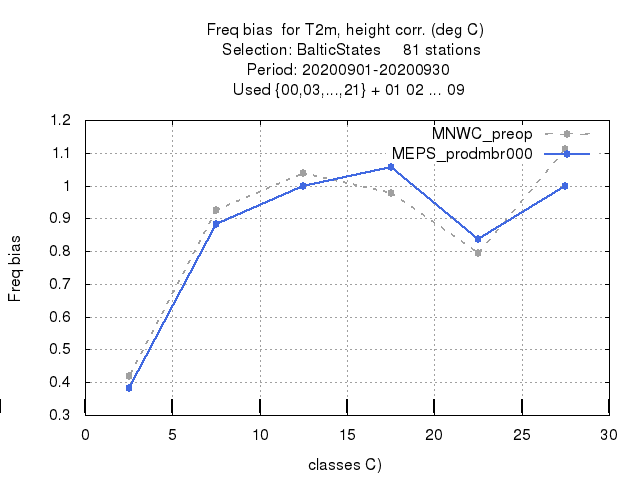 Freq bias  for T2m, height corr. (deg C)
Selection: BalticStates     81 stations
Period: 20200901-20200930
Used {00,03,...,21} + 01 02 ... 09
MNWC_preop
MEPS_prodmbr000
1.2
1.1
1
0.9
0.8
0.7
0.6
0.5
0.4
0.3
Freq bias
0 5 10 15 20 25 30
classes C)